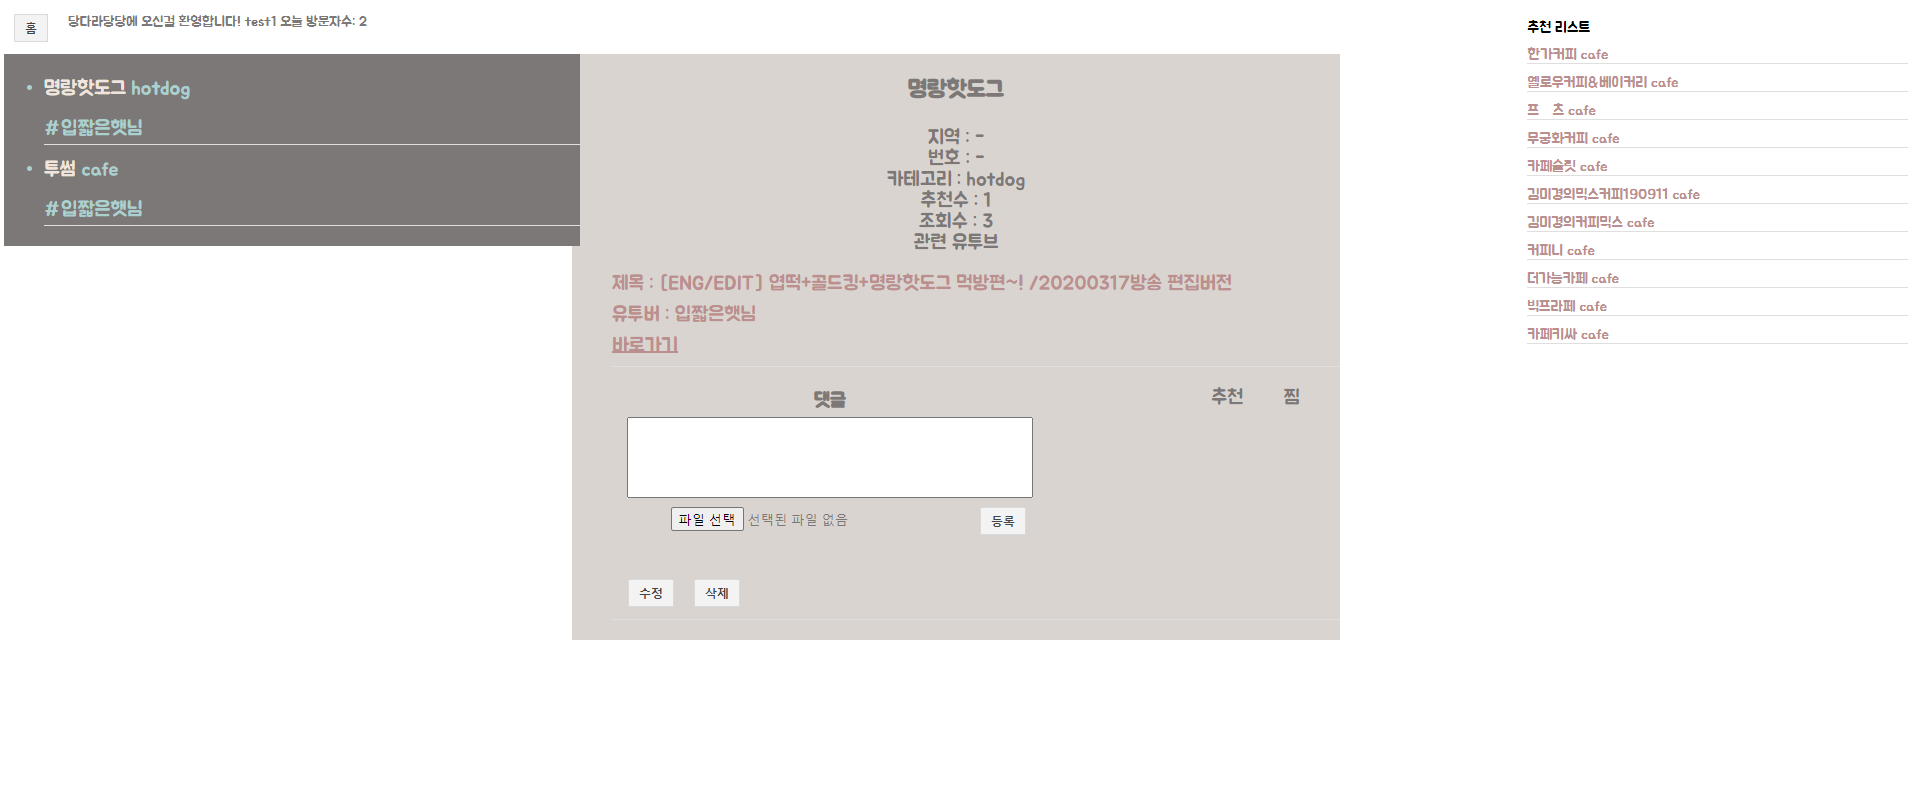 홈
당다라당당에 오신걸 환영합니다! test1 오늘 방문자수: 2
명랑핫도그 hotdog
#입짧은햇님
투썸 cafe
#입짧은햇님
명랑핫도그
지역 : -
번호 : -
카테고리 : hotdog
추천수 : 1
조회수 : 3
관련 유투브
제목 : [ENG/EDIT] 엽떡+골드킹+명랑핫도그 먹방편~! /20200317방송 편집버전
유투버 : 입짧은햇님
바로가기
댓글
추천 찜
파일 선택 선택된 파일 없음
등록
수정 삭제
추천 리스트
한가커피 cafe
옐로우커피&베이커리 cafe
프 츠 cafe
무궁화커피 cafe
카페슬릿 cafe
김미경의믹스커피190911 cafe
김미경의커피믹스 cafe
커피니 cafe
더가능카페 cafe
빅프라페 cafe
카페키싸 cafe